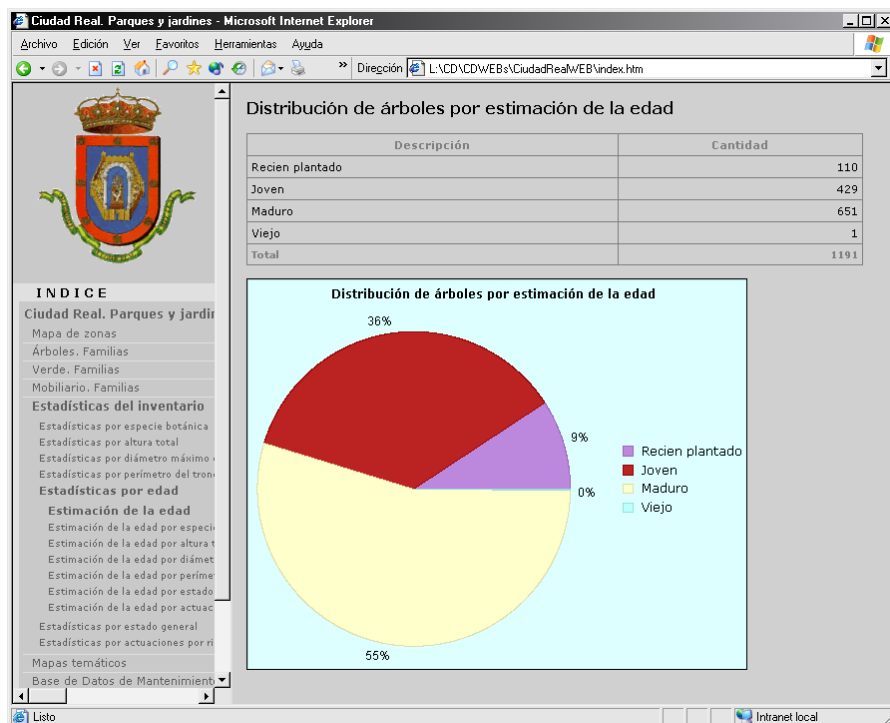 Ciudad Real. Parques y jardines - Microsoft Internet Explorer
Archivo Edición Ver Favoritos Herramientas Ayuda
» Dirección L:\CD\CDWEBs\CiudadRealWEB\index.htm
INDICE
Ciudad Real. Parques y jardin
Mapa de zonas
Árboles. Familias
Verde. Familias
Mobiliario. Familias
Estadísticas del inventario
Estadísticas por especie botánica
Estadísticas por altura total
Estadísticas por diámetro máximo
Estadísticas por perímetro del tron
Estadísticas por edad
Estimación de la edad
Estimación de la edad por especi
Estimación de la edad por altura t
Estimación de la edad por diámet
Estimación de la edad por períme
Estimación de la edad por estado
Estimación de la edad por actuac
Estadísticas por estado general
Estadísticas por actuaciones por ri
Mapas temáticos
Base de Datos de Mantenimient
Distribución de árboles por estimación de la edad
Descripción Cantidad
Recien plantado 110
Joven 429
Maduro 651
Viejo 1
Total 1191
Distribución de árboles por estimación de la edad
36%
9%
0%
55%
Recien plantado
Joven
Maduro
Viejo
Listo Intranet local